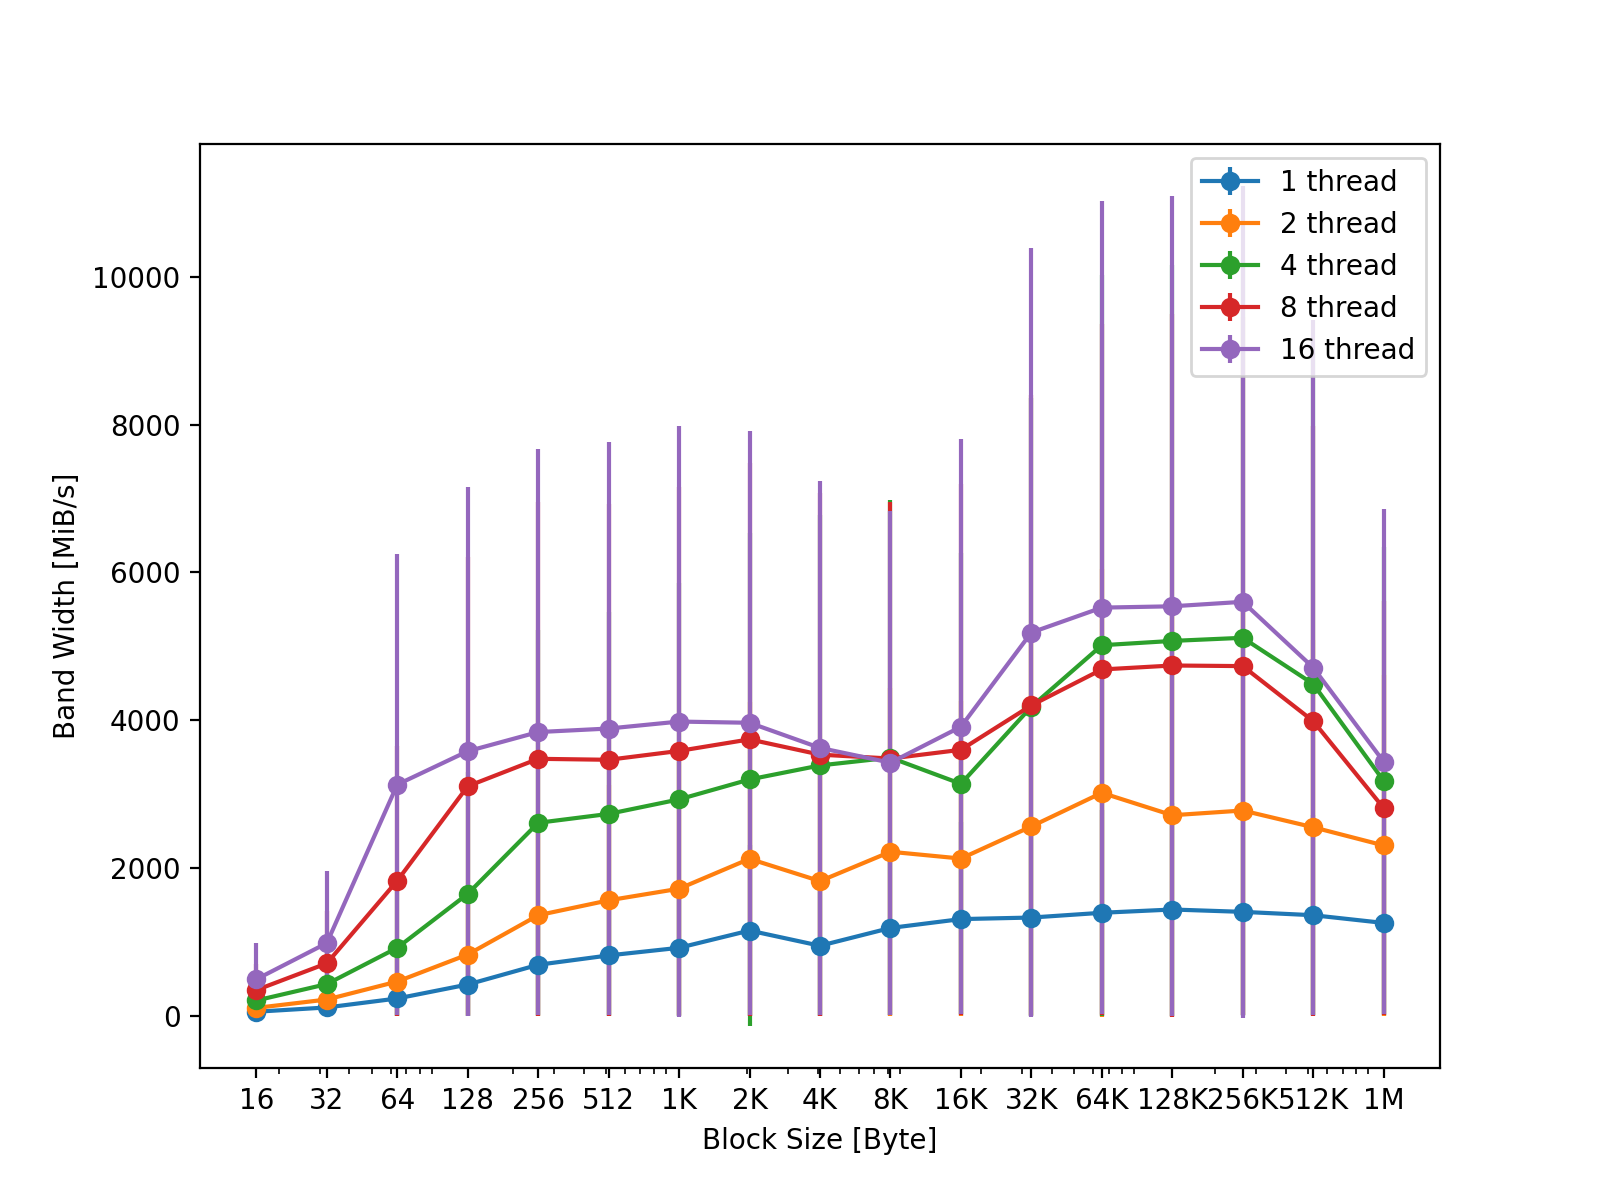 1 thread
2 thread
4 thread
8 thread
16 thread
10000
8000
6000
4000
2000
0
Band Width [MiB/s]
16 32 64 128 256 512 1K 2K 4K 8K 16K 32K 64K 128K 256K 512K 1M
Block Size [Byte]